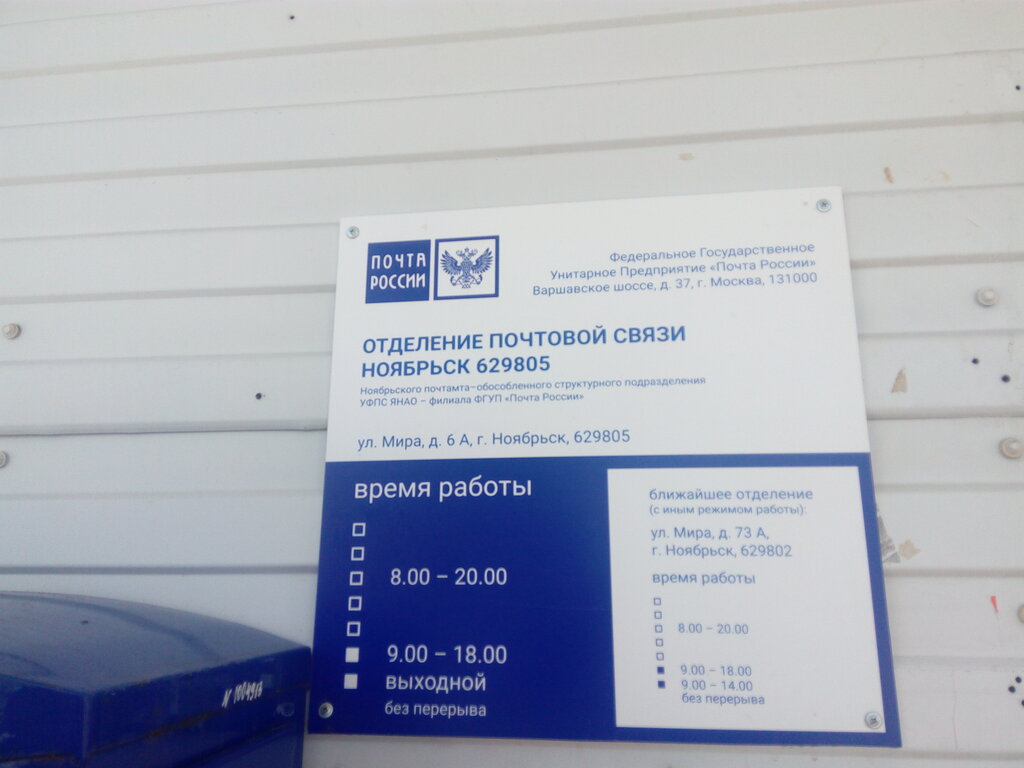 ПОЧТА
РОССИИ
Федеральное Государственное
Унитарное Предприятие «Почта России»
Варшавское шоссе, д. 37, г. Москва, 131000
ОТДЕЛЕНИЕ ПОЧТОВОЙ СВЯЗИ
НОЯБРЬСК 629805
Ноябрьского почтамта–обособленного структурного подразделения
УФПС ЯНАО – филиала ФГУП «Почта России»
ул. Мира, д. 6 А, г. Ноябрьск, 629805
время работы
8.00 – 20.00
9.00 – 18.00
выходной
без перерыва
ближайшее отделение
(с иным режимом работы):
ул. Мира, д. 73 А,
г. Ноябрьск, 629802
время работы
8.00 – 20.00
9.00 – 18.00
9.00 – 14.00
без перерыва